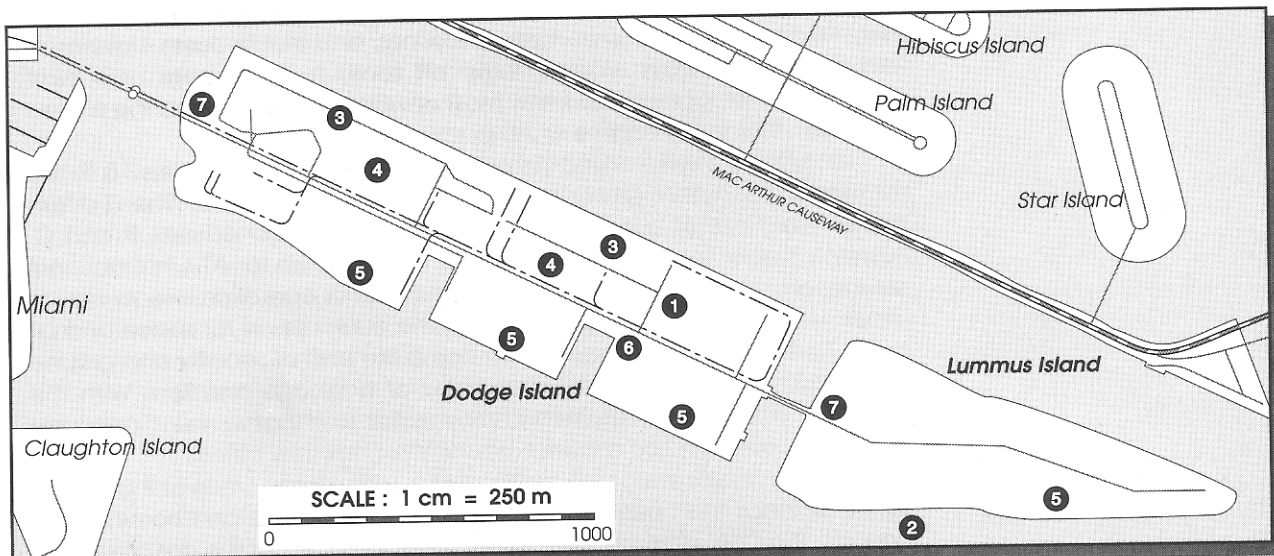 Hibiscus Island
Palm Island
7
3
4
MAC ARTHUR CAUSEWAY
Star Island
3
4
5
Miami
1
5
6
Dodge Island
Lummus Island
7
5
Claughton Island
SCALE : 1 cm = 250 m
0
1000
5
2